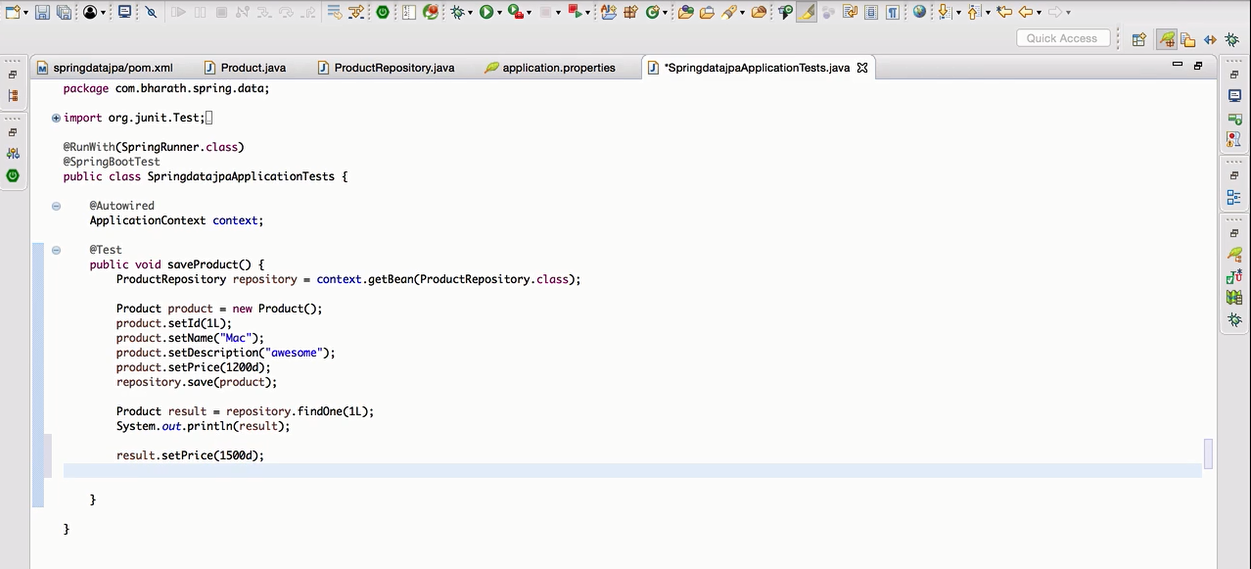 Quick Access
springdatajpa/pom.xml
Product.java
ProductRepository.java
application.properties
*SpringdatajpaApplicationTests.java
package com.bharath.spring.data;
import org.junit.Test;
@RunWith(SpringRunner.class)
@SpringBootTest
public class SpringdatajpaApplicationTests {
@Autowired
ApplicationContext context;
@Test
public void saveProduct() {
ProductRepository repository = context.getBean(ProductRepository.class);
Product product = new Product();
product.setId(1L);
product.setName("Mac");
product.setDescription("awesome");
product.setPrice(1200d);
repository.save(product);
Product result = repository.findOne(1L);
System.out.println(result);
result.setPrice(1500d);
}
}